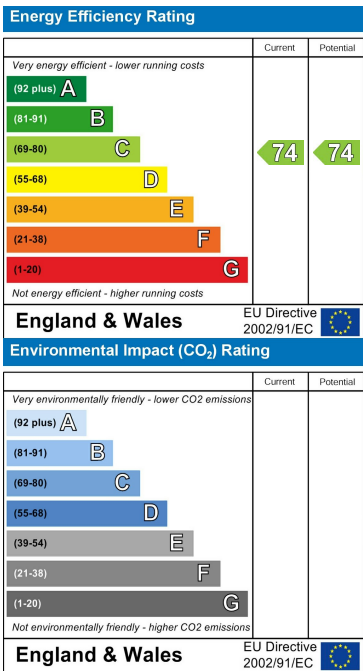 Energy Efficiency Rating
Current Potential
Very energy efficient - lower running costs
(92 plus) A
(81-91) B
(69-80) C 74 74
(55-68) D
(39-54) E
(21-38) F
(1-20) G
Not energy efficient - higher running costs
England & Wales EU Directive 2002/91/EC
Environmental Impact (CO₂) Rating
Current Potential
Very environmentally friendly - lower CO2 emissions
(92 plus) A
(81-91) B
(69-80) C
(55-68) D
(39-54) E
(21-38) F
(1-20) G
Not environmentally friendly - higher CO2 emissions
England & Wales EU Directive 2002/91/EC